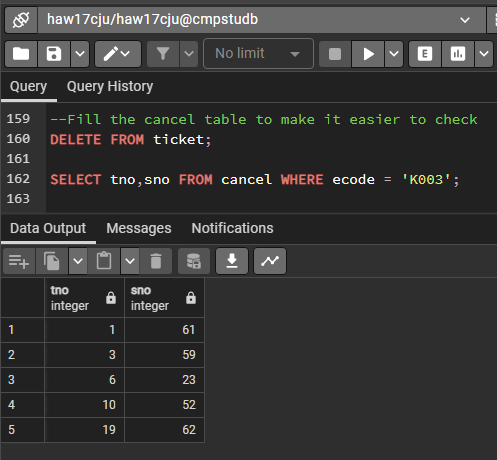 haw17cju/haw17cju@cmpstudb
No limit
E
Query Query History
159 --Fill the cancel table to make it easier to check
160 DELETE FROM ticket;
161
162 SELECT tno,sno FROM cancel WHERE ecode = 'K003';
163
Data Output Messages Notifications
tno sno
integer integer
1 1 61
2 3 59
3 6 23
4 10 52
5 19 62